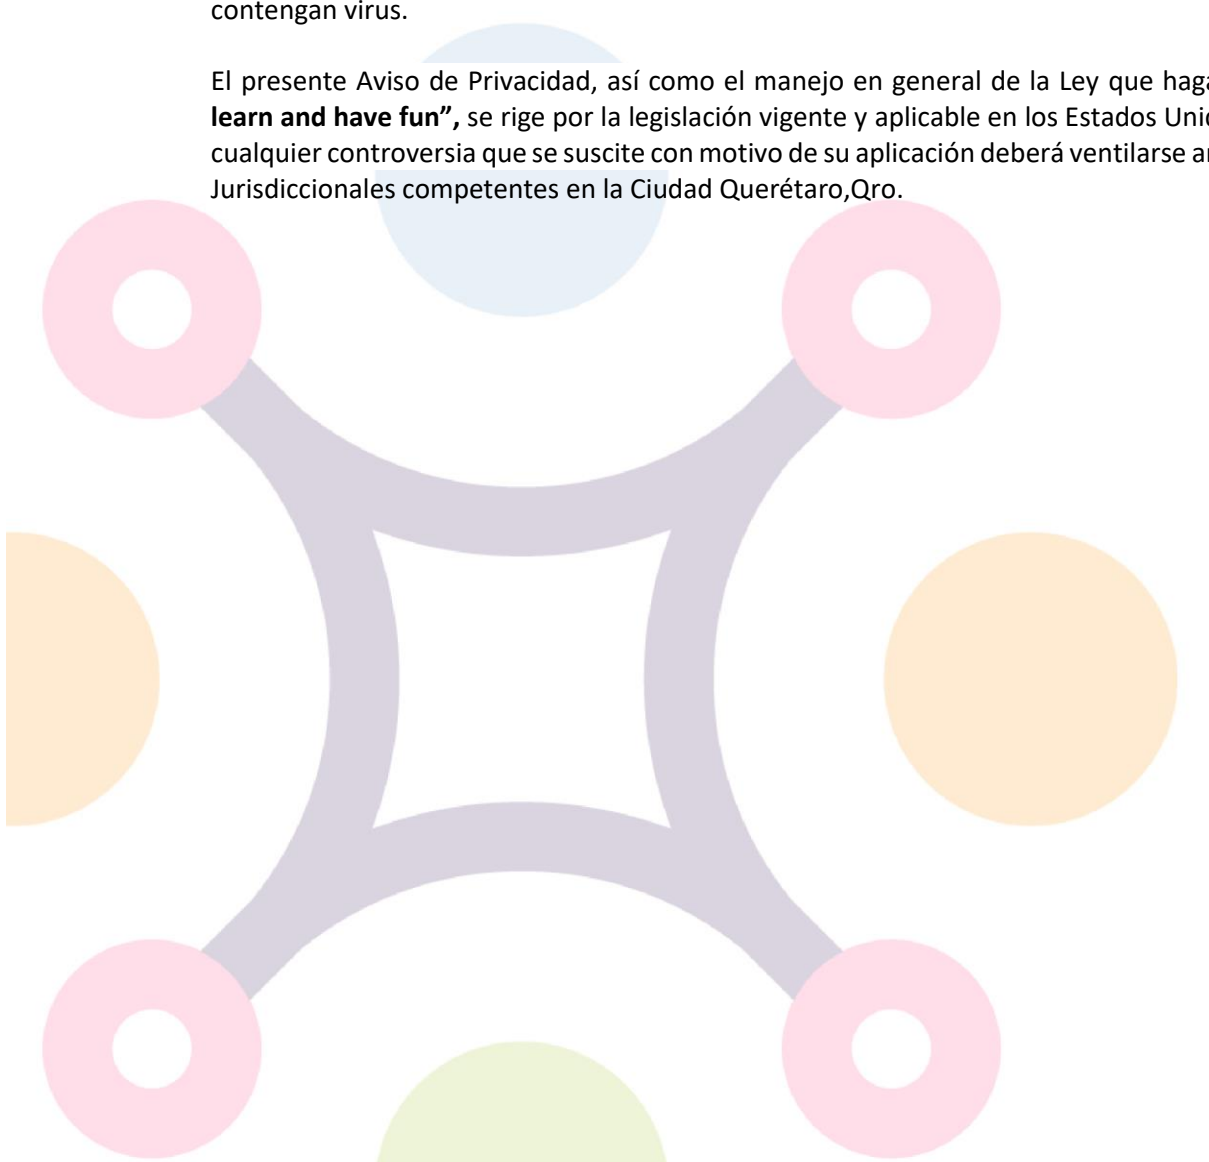 contengan virus.
El presente Aviso de Privacidad, así como el manejo en general de la Ley que haga
learn and have fun”, se rige por la legislación vigente y aplicable en los Estados Unid
cualquier controversia que se suscite con motivo de su aplicación deberá ventilarse
Jurisdiccionales competentes en la Ciudad Querétaro,Qro.